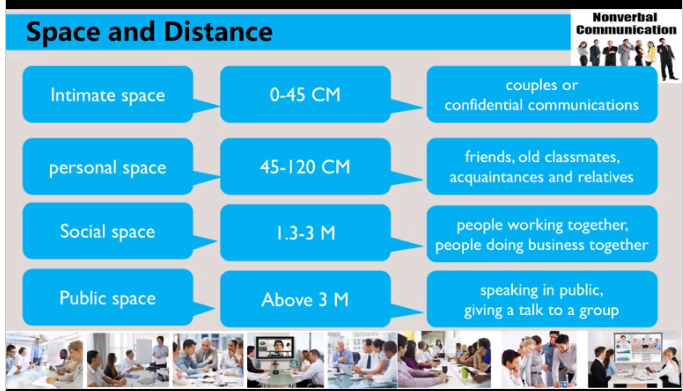 Space and Distance
Nonverbal
Communication
Intimate space
0-45 CM
couples or
confidential communications
personal space
45-120 CM
friends, old classmates,
acquaintances and relatives
Social space
1.3-3 M
people working together,
people doing business together
Public space
Above 3 M
speaking in public,
giving a talk to a group